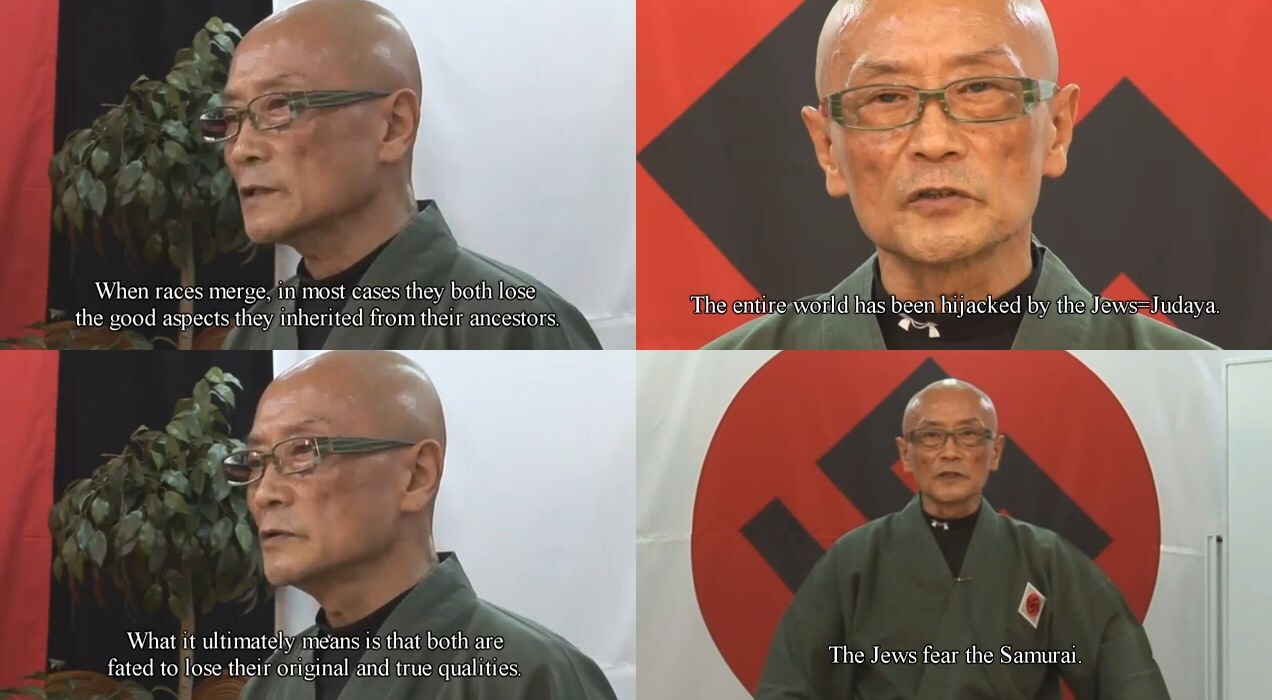 When races merge, in most cases they both lose
the good aspects they inherited from their ancestors.
The entire world has been hijacked by the Jews=Judaya.
What it ultimately means is that both are
fated to lose their original and true qualities.
The Jews fear the Samurai.